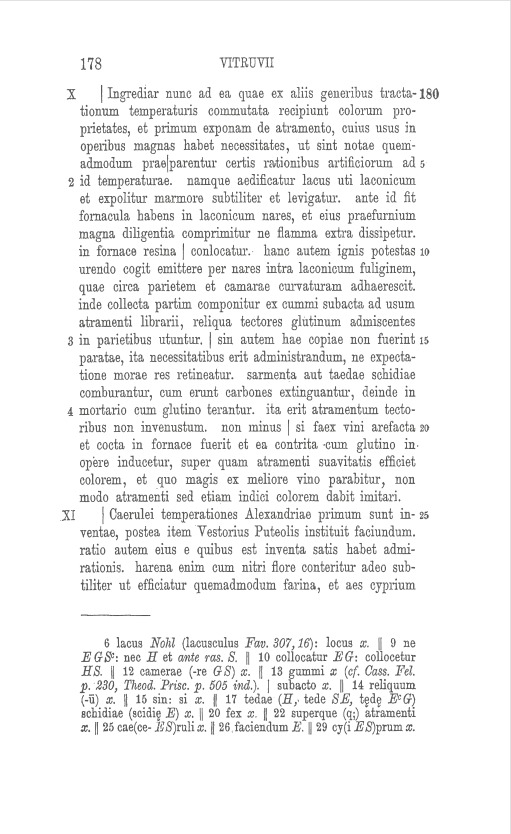 178 VITRUVII
X | Ingrediar nunc ad ea quae ex aliis generibus tracta- 180
tionum temperaturis commutata recipiunt colorum pro-
prietates, et primum exponam de atramento, cuius usus in
operibus magnas habet necessitates, ut sint notae quem-
admodum prae|parentur certis rationibus artificiorum ad 5
2 id temperaturae. namque aedificatur lacus uti laconicum
et expolitur marmore subtiliter et levigatur. ante id fit
fornacula habens in laconicum nares, et eius praefurnium
magna diligentia comprimitur ne flamma extra dissipetur.
in fornace resina | conlocatur. hanc autem ignis potestas 10
urendo cogit emittere per nares intra laconicum fuliginem,
quae circa parietem et camarae curvaturam adhaerescit.
inde collecta partim componitur ex cummi subacta ad usum
atramenti librarii, reliqua tectores glutinum admiscentes
3 in parietibus utuntur. | sin autem hae copiae non fuerint 15
paratae, ita necessitatibus erit administrandum, ne expecta-
tione morae res retineatur. sarmenta aut taedae schidiae
comburantur, cum erunt carbones extinguantur, deinde in
4 mortario cum glutino terantur. ita erit atramentum tecto-
ribus non invenustum. non minus | si faex vini arefacta 20
et cocta in fornace fuerit et ea contrita cum glutino in
opere inducetur, super quam atramenti suavitatis efficiet
colorem, et quo magis ex meliore vino parabitur, non
modo atramenti sed etiam indici colorem dabit imitari.
XI | Caerulei temperationes Alexandriae primum sunt in- 25
ventae, postea item Vestorius Puteolis instituit faciundum.
ratio autem eius e quibus est inventa satis habet admi-
rationis. harena enim cum nitri flore conteritur adeo sub-
tiliter ut efficiatur quemadmodum farina, et aes cyprium
6 lacus Nohl (lacusculus Fav. 307, 16): locus x. || 9 ne
EGSᶜ: nec H et ante ras. S. || 10 collocatur EG: collocetur
HS. || 12 camerae (-re GS) x. || 13 gummi x (cf. Cass. Fel.
p. 230, Theod. Prisc. p. 505 ind.). | subacto x. || 14 reliquum
(-ū) x. || 15 sin: si x. || 17 tedae (H, tede SE, tędę EᶜG)
schidiae (scidię E) x. || 20 fex x. || 22 superque (q;) atramenti
x. || 25 cae(ce- ES)ruli x. || 26 faciendum E. || 29 cy(i ES)prum x.